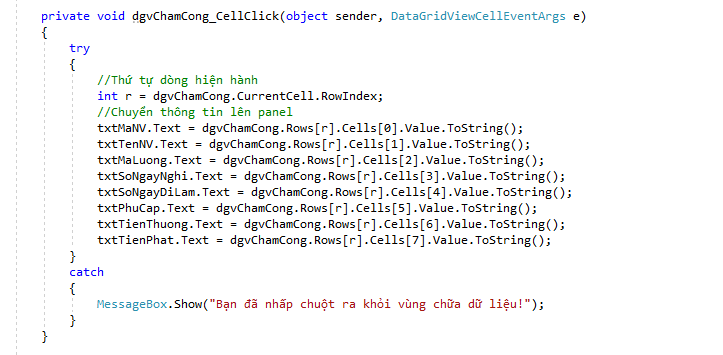 private void dgvChamCong_CellClick(object sender, DataGridViewCellEventArgs e)
{
try
{
//Thứ tự dòng hiện hành
int r = dgvChamCong.CurrentCell.RowIndex;
//Chuyển thông tin lên panel
txtMaNV.Text = dgvChamCong.Rows[r].Cells[0].Value.ToString();
txtTenNV.Text = dgvChamCong.Rows[r].Cells[1].Value.ToString();
txtMaLuong.Text = dgvChamCong.Rows[r].Cells[2].Value.ToString();
txtSoNgayNghi.Text = dgvChamCong.Rows[r].Cells[3].Value.ToString();
txtSoNgayDiLam.Text = dgvChamCong.Rows[r].Cells[4].Value.ToString();
txtPhuCap.Text = dgvChamCong.Rows[r].Cells[5].Value.ToString();
txtTienThuong.Text = dgvChamCong.Rows[r].Cells[6].Value.ToString();
txtTienPhat.Text = dgvChamCong.Rows[r].Cells[7].Value.ToString();
}
catch
{
MessageBox.Show("Bạn đã nhấp chuột ra khỏi vùng chữa dữ liệu!");
}
}